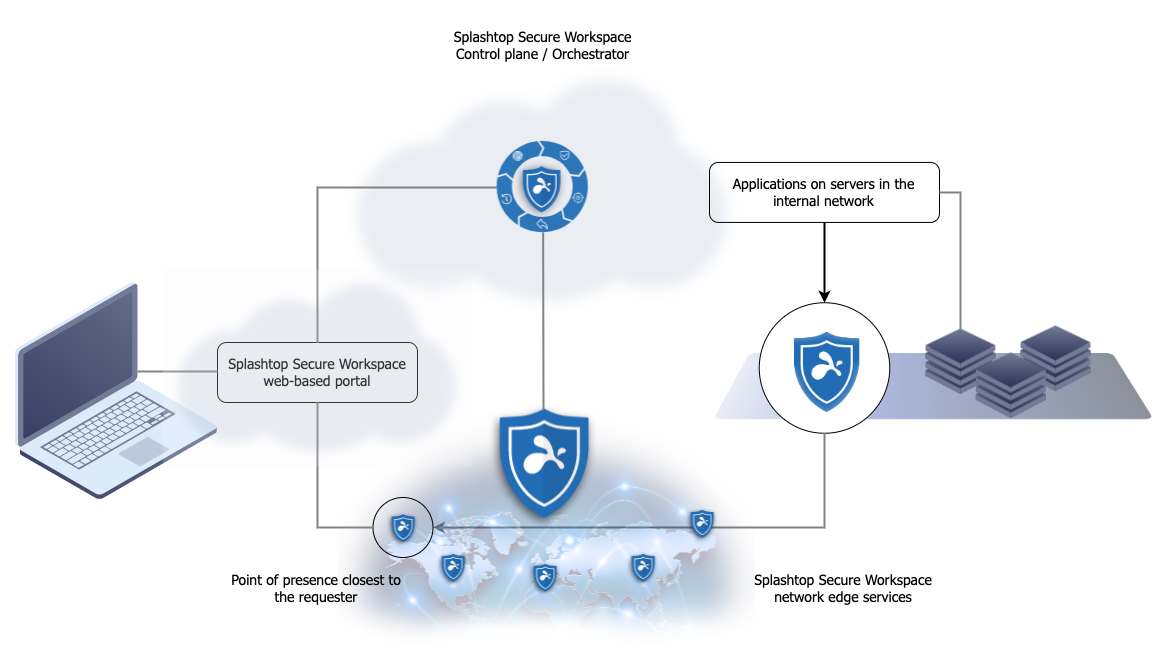 Splashtop Secure Workspace
Control plane / Orchestrator
Applications on servers in the
internal network
Splashtop Secure Workspace
web-based portal
Point of presence closest to
the requester
Splashtop Secure Workspace
network edge services